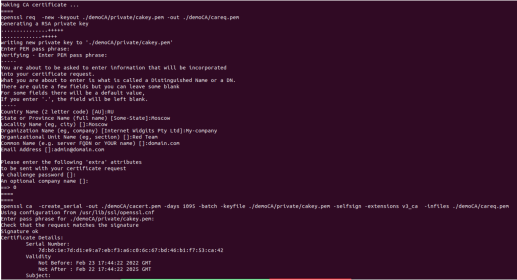 Making CA certificate ...
====
openssl req  -new -keyout ./demoCA/private/cakey.pem -out ./demoCA/careq.pem
Generating a RSA private key
...............+++++
.............+++++
writing new private key to './demoCA/private/cakey.pem'
Enter PEM pass phrase:
Verifying - Enter PEM pass phrase:
-----
You are about to be asked to enter information that will be incorporated
into your certificate request.
What you are about to enter is what is called a Distinguished Name or a DN.
There are quite a few fields but you can leave some blank
For some fields there will be a default value,
If you enter '.', the field will be left blank.
-----
Country Name (2 letter code) [AU]:RU
State or Province Name (full name) [Some-State]:Moscow
Locality Name (eg, city) []:Moscow
Organization Name (eg, company) [Internet Widgits Pty Ltd]:My-company
Organizational Unit Name (eg, section) []:Red Team
Common Name (e.g. server FQDN or YOUR name) []:domain.com
Email Address []:admin@domain.com

Please enter the following 'extra' attributes
to be sent with your certificate request
A challenge password []:
An optional company name []:
==> 0
====
====
openssl ca  -create_serial -out ./demoCA/cacert.pem -days 1095 -batch -keyfile ./demoCA/private/cakey.pem -selfsign -extensions v3_ca  -infiles ./demoCA/careq.pem
Using configuration from /usr/lib/ssl/openssl.cnf
Enter pass phrase for ./demoCA/private/cakey.pem:
Check that the request matches the signature
Signature ok
Certificate Details:
Serial Number:
7d:b6:1e:7d:d1:e9:a7:eb:f3:a6:c0:6c:67:bd:46:b1:f7:53:ca:42
Validity
Not Before: Feb 23 17:44:22 2022 GMT
Not After : Feb 22 17:44:22 2025 GMT
Subject: